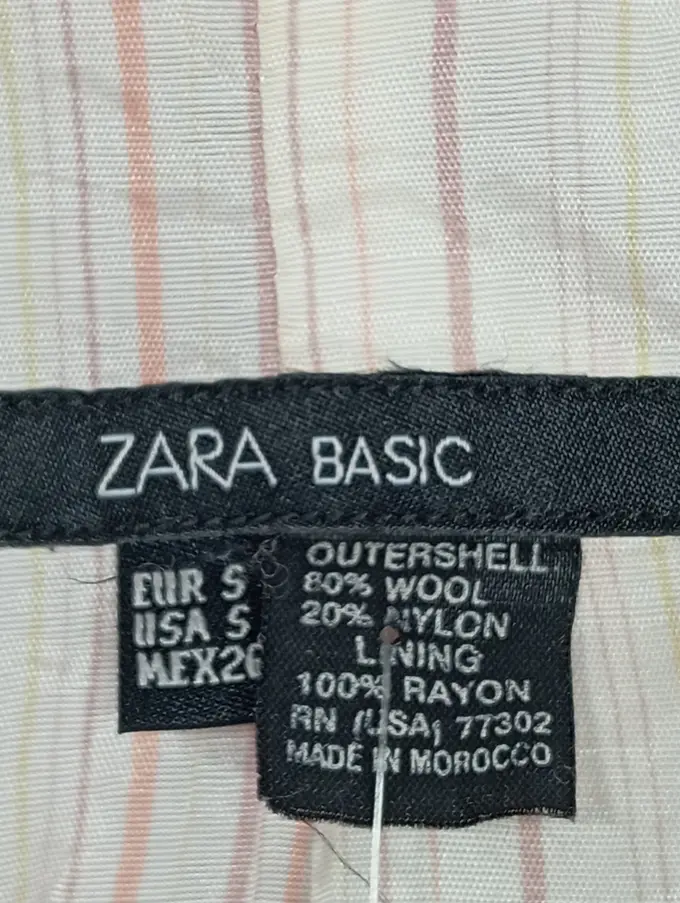 ZARA BASIC
EUR S
USA S
MEX26
OUTERSHELL
80% WOOL
20% NYLON
LINING
100% RAYON
RN (USA) 77302
MADE IN MOROCCO